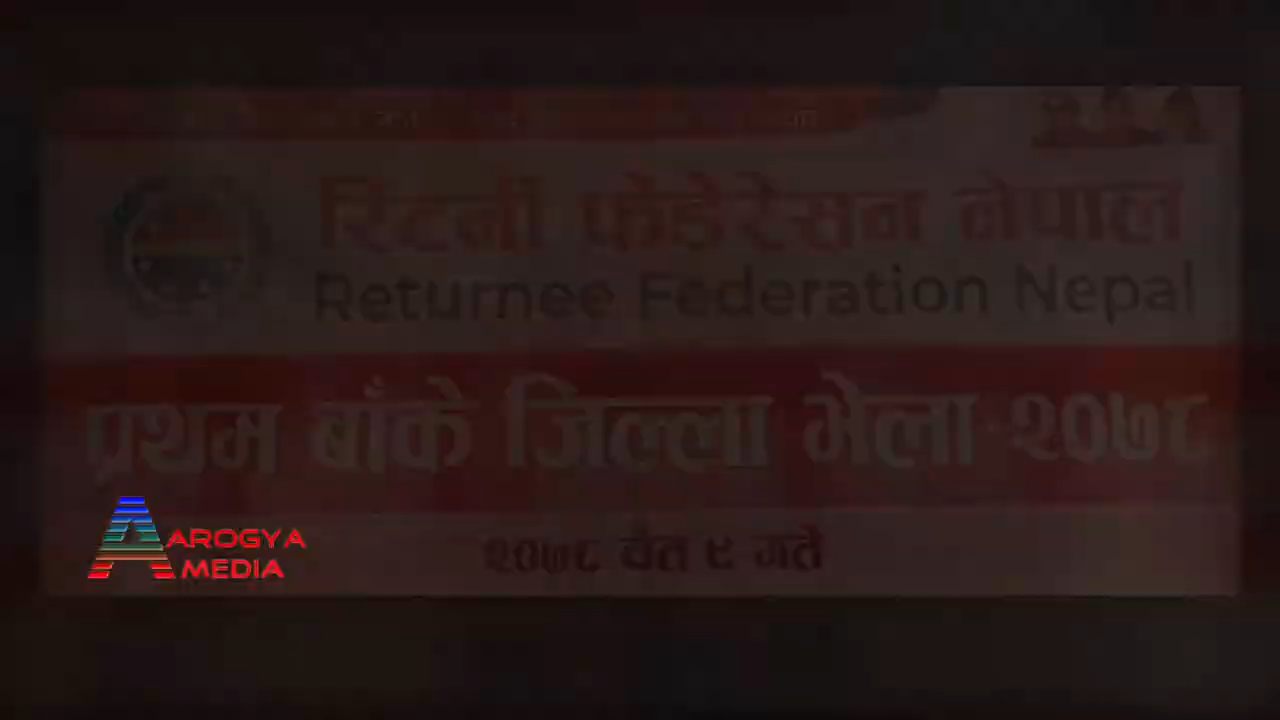 रिटर्नी फेडेरेसन नेपाल
Returnee Federation Nepal
प्रथम बाँके जिल्ला भेला-२०७८
२०७८ चैत ९ गते
AROGYA
MEDIA